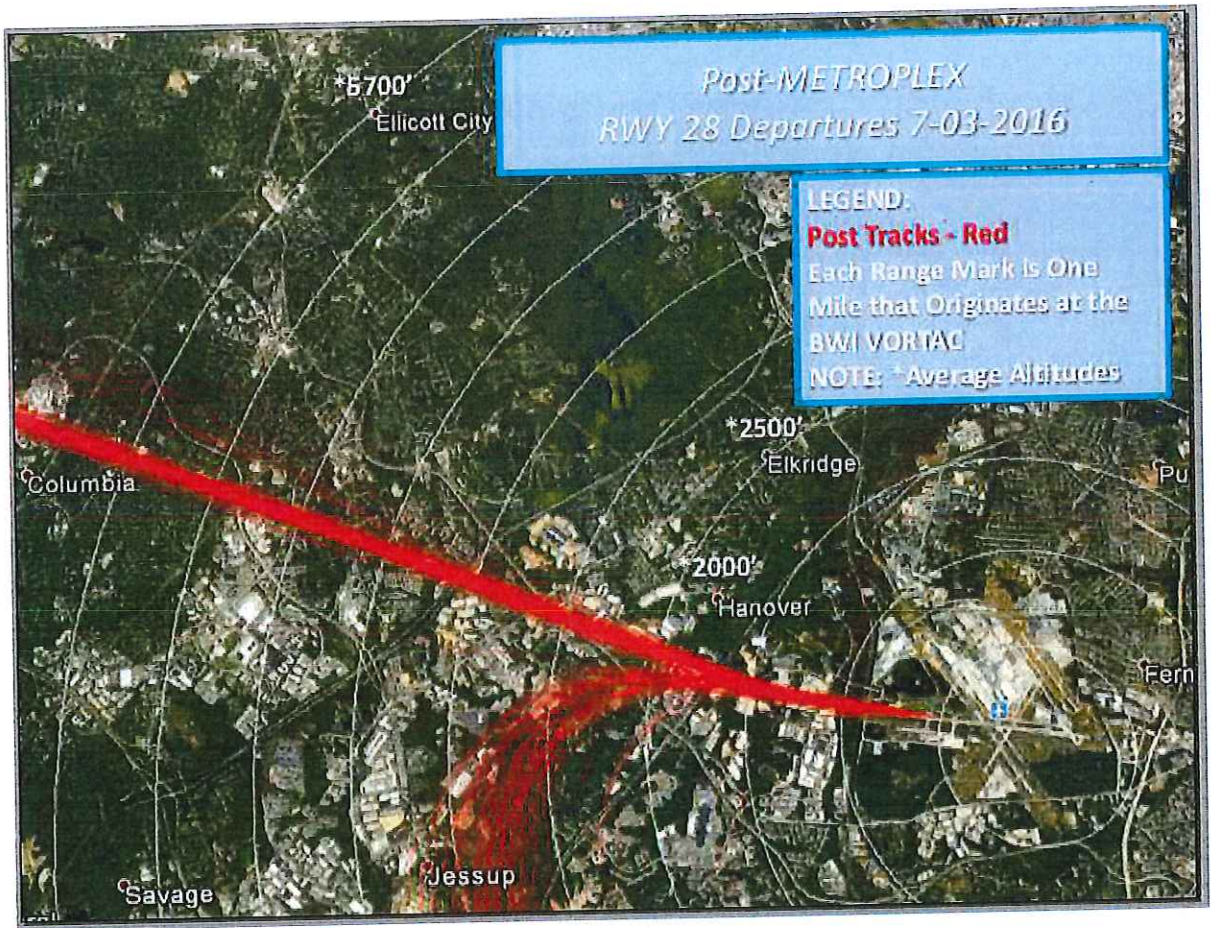 Post-METROPLEX
RWY 28 Departures 7-03-2016
Ellicott City
LEGEND:
Post Tracks - Red
Each Range Mark is One
Mile that Originates at the
BWI VORTAC
NOTE: *Average Altitudes
*2500'
Elkridge
Pu
Columbia
*2000'
Hanover
Fern
Jessup
Savage